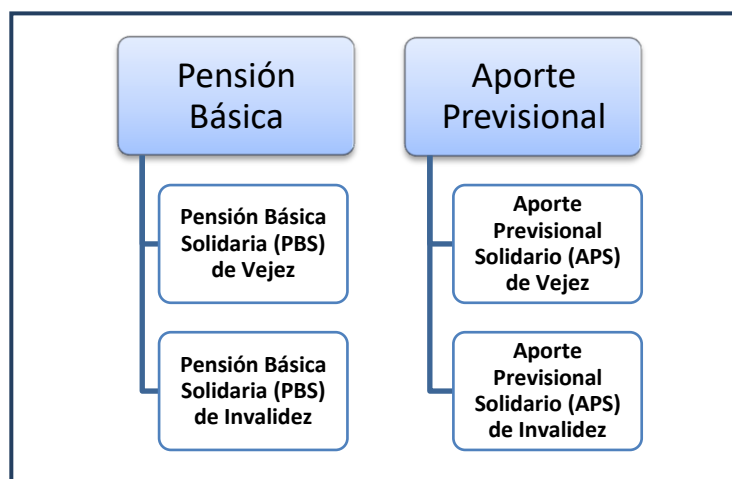 Pensión
Básica
Pensión Básica
Solidaria (PBS)
de Vejez
Pensión Básica
Solidaria (PBS)
de Invalidez
Aporte
Previsional
Aporte
Previsional
Solidario (APS)
de Vejez
Aporte
Previsional
Solidario (APS)
de Invalidez